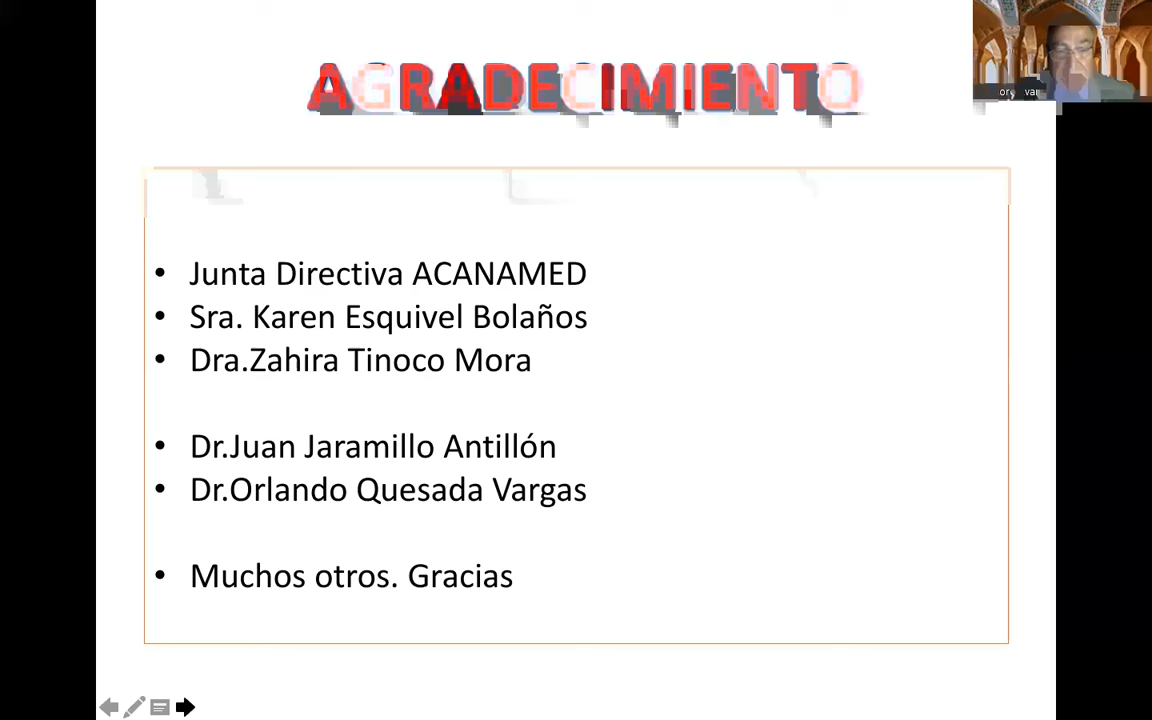 AGRADECIMIENTO
• Junta Directiva ACANAMED
• Sra. Karen Esquivel Bolaños
• Dra.Zahira Tinoco Mora
• Dr.Juan Jaramillo Antillón
• Dr.Orlando Quesada Vargas
• Muchos otros. Gracias